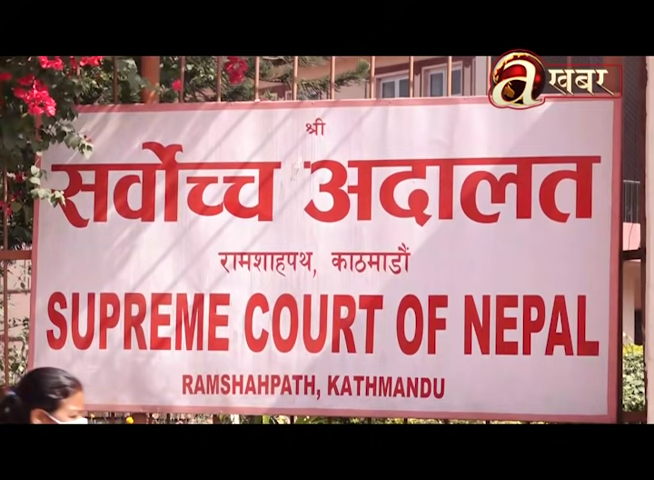 a खबर
श्री
सर्वोच्च अदालत
रामशाहपथ, काठमाडौं
SUPREME COURT OF NEPAL
RAMSHAHPATH, KATHMANDU